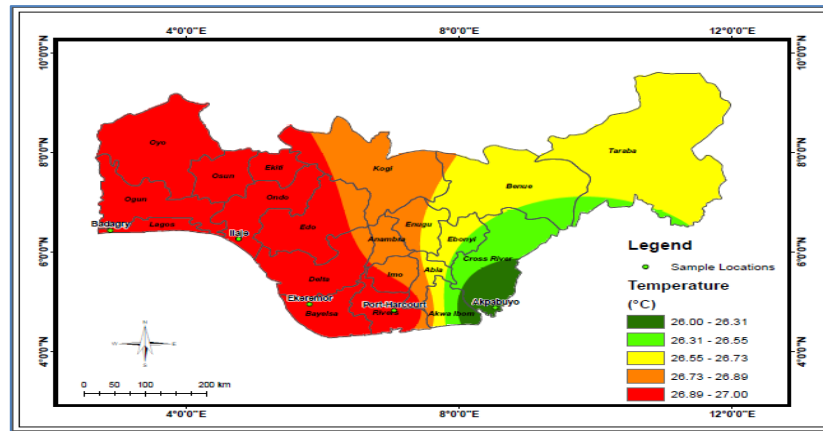 4°0'0"E
8°0'0"E
12°0'0"E
10°0'0"N
10°0'0"N
8°0'0"N
8°0'0"N
6°0'0"N
6°0'0"N
4°0'0"N
4°0'0"N
Oyo
Osun
Ekiti
Kogi
Taraba
Benue
Ogun
Ondo
Badagry
Lagos
Ilaje
Edo
Enugu
Anambra
Ebonyi
Cross River
Imo
Abia
Delta
Ekeremor
Bayelsa
Port-Harcourt
Rivers
Akwa Ibom
Akpabuyo
Legend
Sample Locations
Temperature
(°C)
26.00 - 26.31
26.31 - 26.55
26.55 - 26.73
26.73 - 26.89
26.89 - 27.00
N
W
E
S
0 50 100 200 km
4°0'0"E
8°0'0"E
12°0'0"E